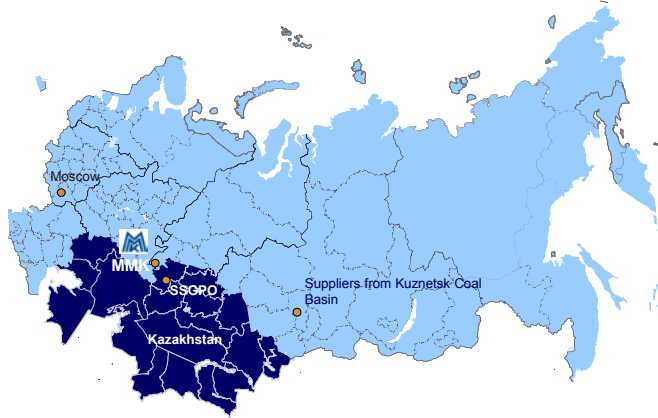 Moscow
MMK
SSGPO
Suppliers from Kuznetsk Coal
Basin
Kazakhstan